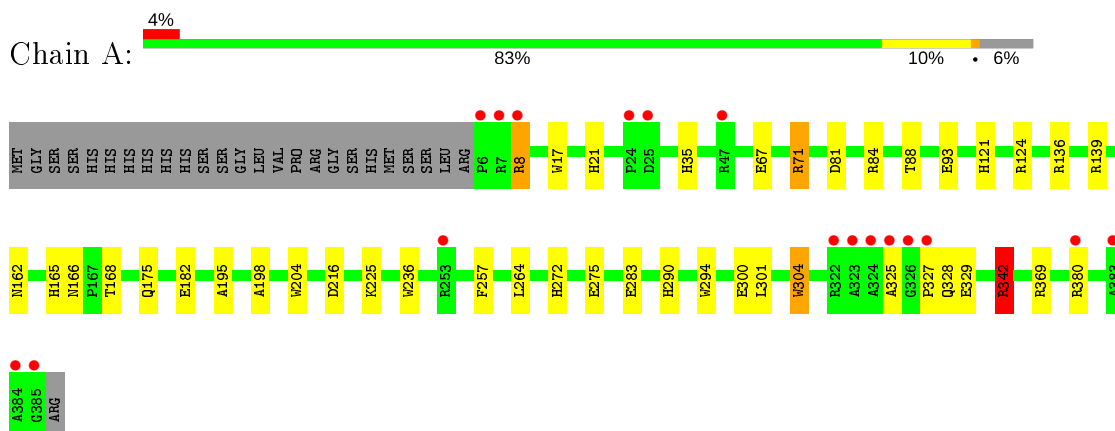 4%
Chain A:
83% 10% • 6%
MET GLY SER SER HIS HIS HIS HIS HIS HIS SER SER GLY LEU VAL PRO ARG GLY SER HIS MET SER SER LEU ARG P6 R7 R8 W17 H21 P24 D25 H35 R47 E67 R71 D81 R84 T88 E93 H121 R124 R136 R139
N162 H165 N166 P167 T168 Q175 E182 A195 A198 W204 D216 K225 W236 R253 F257 L264 H272 E275 E283 H290 W294 E300 L301 W304 R322 A323 A324 A325 G326 P327 Q328 E329 R342 R369 R380 A383
A384 G385 ARG